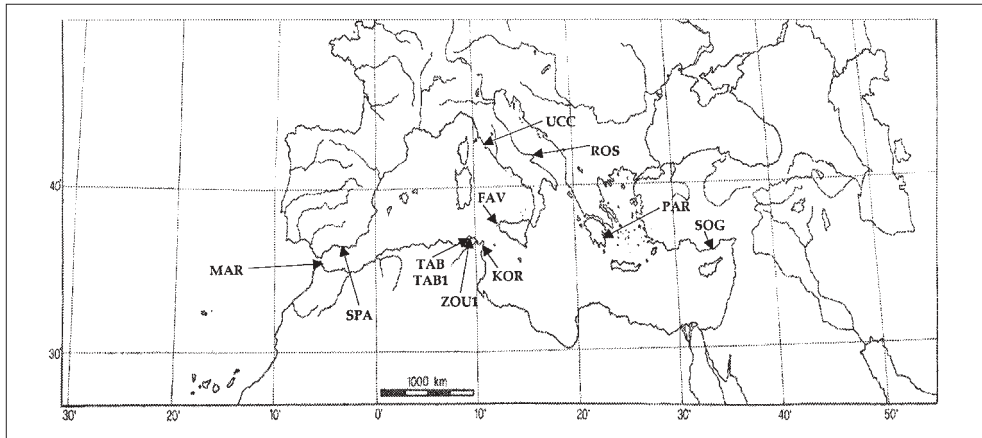 UCC
ROS
40'
FAV
PAR
SOG
MAR
TAB
TAB1
KOR
SPA
ZOU1
30'
1000 km
30' 20' 10' 0' 10' 20' 30' 40' 50'